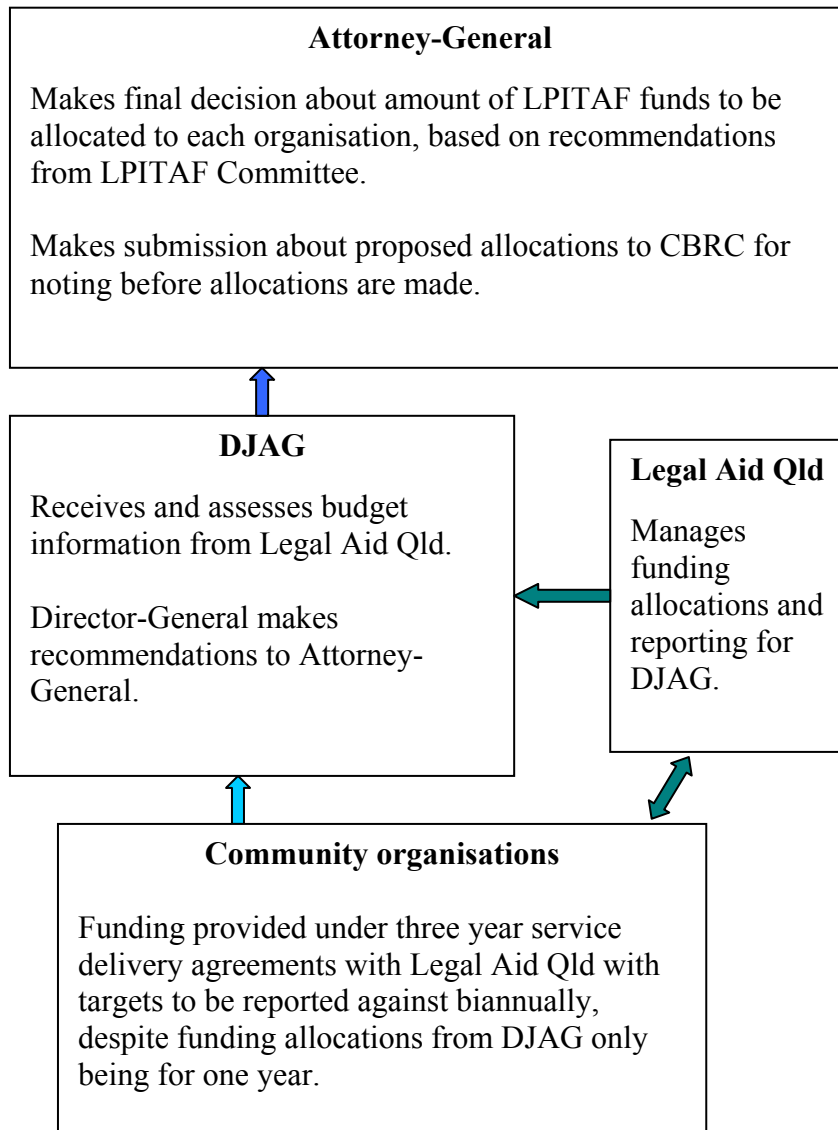 Attorney-General
Makes final decision about amount of LPITAF funds to be
allocated to each organisation, based on recommendations
from LPITAF Committee.
Makes submission about proposed allocations to CBRC for
noting before allocations are made.
DJAG
Receives and assesses budget
information from Legal Aid Qld.
Director-General makes
recommendations to Attorney-
General.
Legal Aid Qld
Manages
funding
allocations and
reporting for
DJAG.
Community organisations
Funding provided under three year service
delivery agreements with Legal Aid Qld with
targets to be reported against biannually,
despite funding allocations from DJAG only
being for one year.